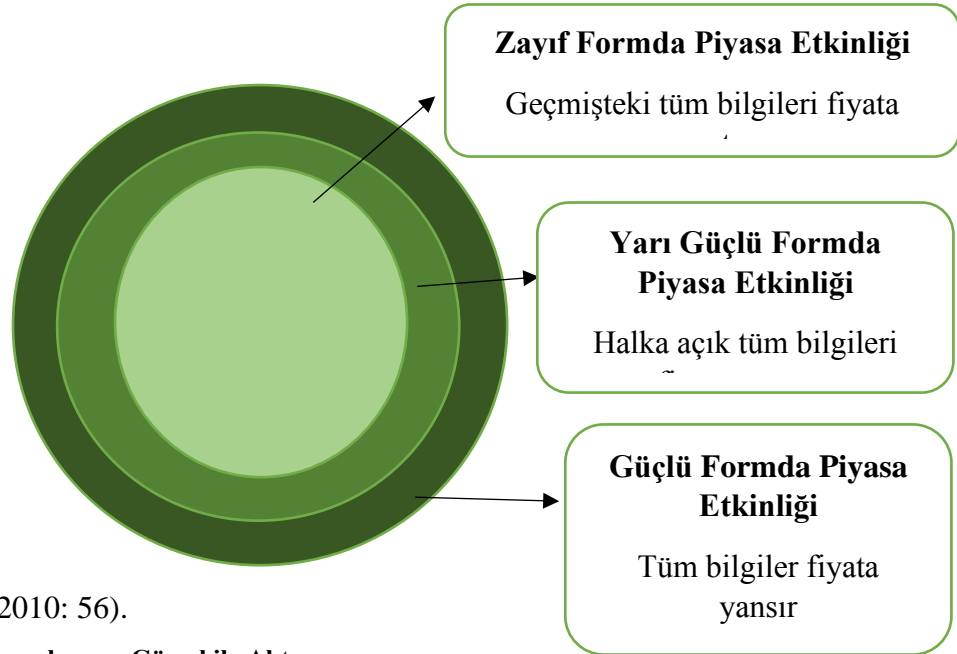 Zayıf Formda Piyasa Etkinliği
Geçmişteki tüm bilgileri fiyata
Yarı Güçlü Formda
Piyasa Etkinliği
Halka açık tüm bilgileri
Güçlü Formda Piyasa
Etkinliği
Tüm bilgiler fiyata
yansır
2010: 56).